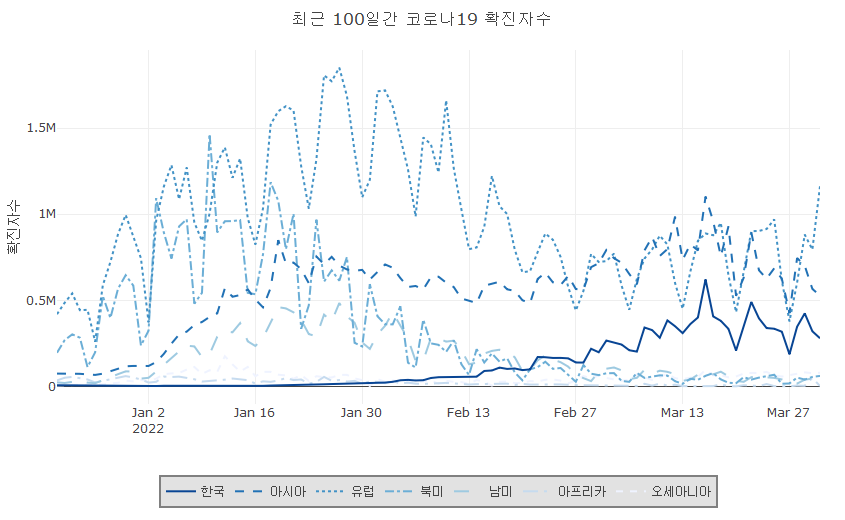 최근 100일간 코로나19 확진자수
확진자수
1.5M
1M
0.5M
0
Jan 2
2022
Jan 16
Jan 30
Feb 13
Feb 27
Mar 13
Mar 27
한국 아시아 유럽 북미 남미 아프리카 오세아니아